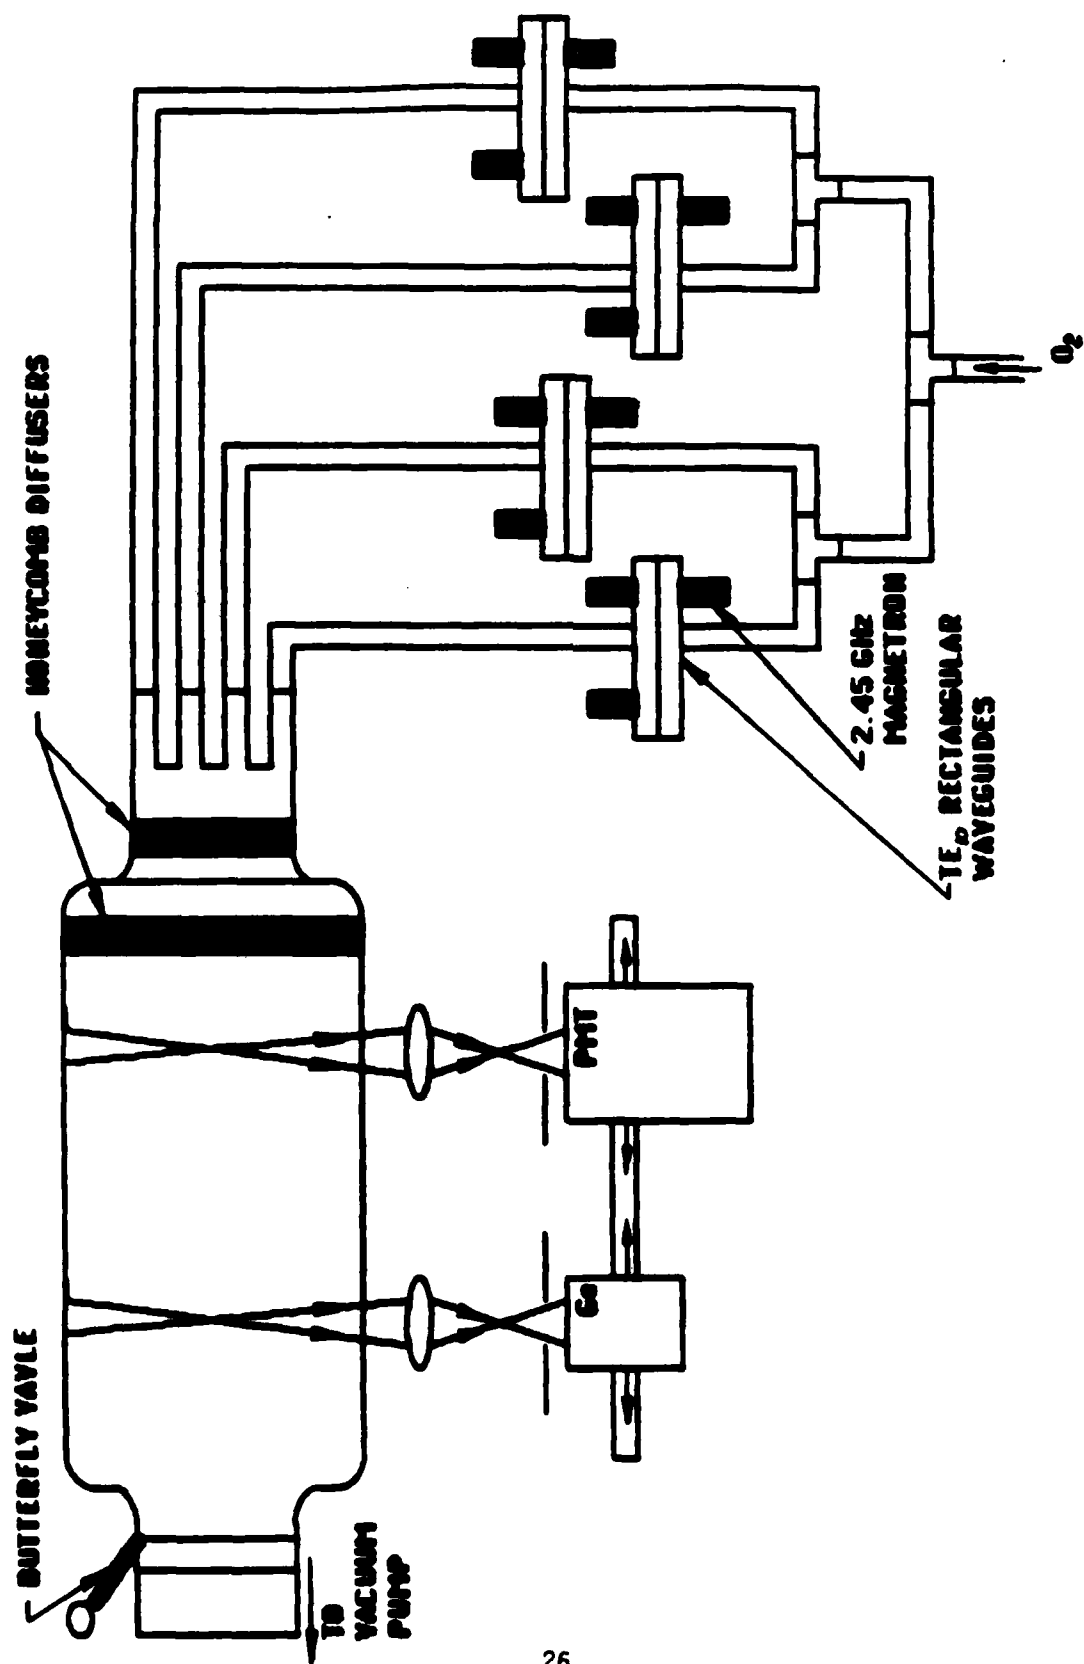 HONEYCOMB DIFFUSERS
BUTTERFLY VAVLE
TO
VACUUM
PUMP
Ge
PMT
2.45 GHz
MAGNETRON
TE₁₀ RECTANGULAR
WAVEGUIDES
O₂
26